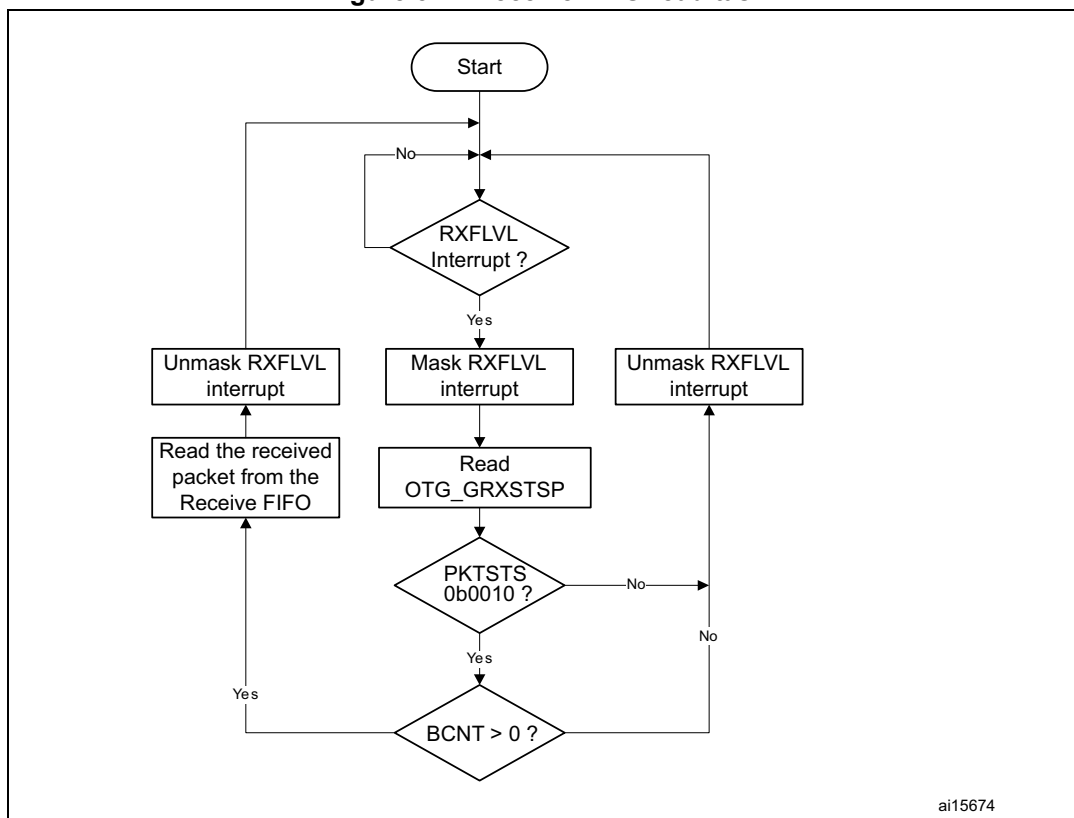 Start
No
RXFLVL
Interrupt ?
Yes
Unmask RXFLVL
interrupt
Mask RXFLVL
interrupt
Unmask RXFLVL
interrupt
Read the received
packet from the
Receive FIFO
Read
OTG_GRXSTSP
PKTSTS
0b0010 ?
No
No
Yes
Yes
BCNT > 0 ?
ai15674